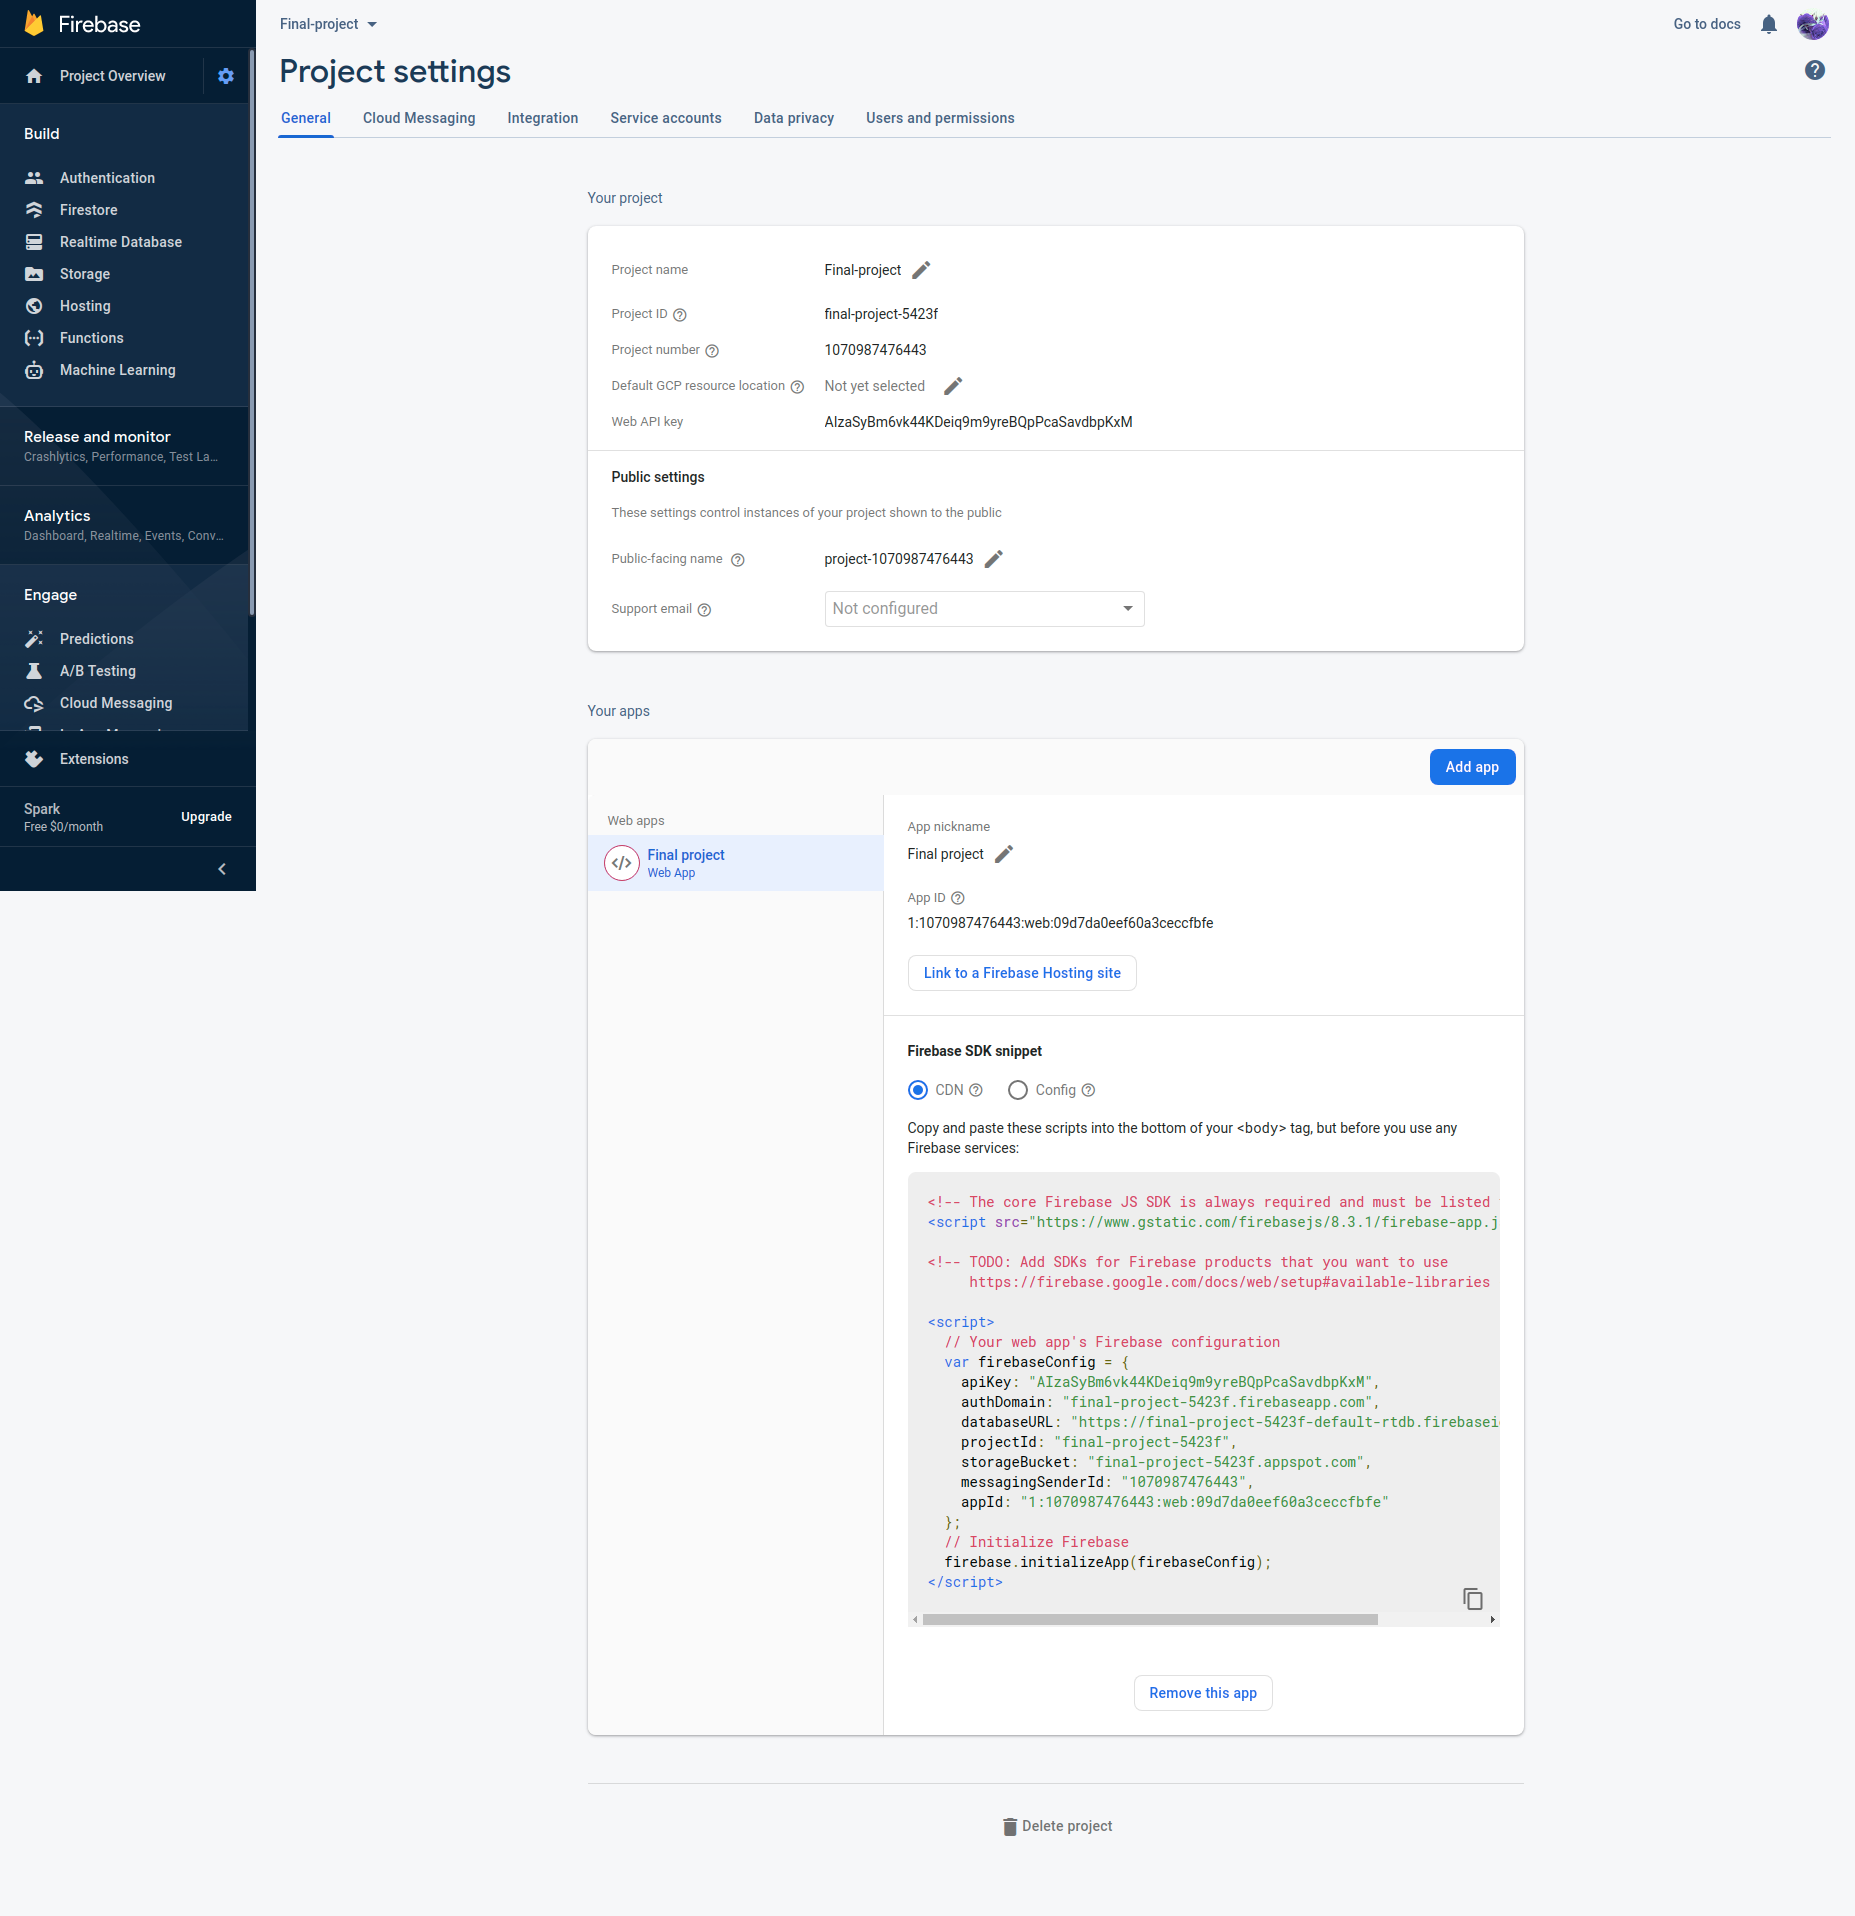 Firebase
Project Overview
Build
Authentication
Firestore
Realtime Database
Storage
Hosting
Functions
Machine Learning
Release and monitor
Crashlytics, Performance, Test La...
Analytics
Dashboard, Realtime, Events, Conv...
Engage
Predictions
A/B Testing
Cloud Messaging
Extensions
Spark
Free $0/month
Upgrade
Final-project
Go to docs
Project settings
General
Cloud Messaging
Integration
Service accounts
Data privacy
Users and permissions
Your project
Project name
Final-project
Project ID
final-project-5423f
Project number
1070987476443
Default GCP resource location
Not yet selected
Web API key
AIzaSyBm6vk44KDeiq9m9yreBQpPcaSavdbpKxM
Public settings
These settings control instances of your project shown to the public
Public-facing name
project-1070987476443
Support email
Not configured
Your apps
Add app
Web apps
Final project
Web App
App nickname
Final project
App ID
1:1070987476443:web:09d7da0eef60a3ceccfbfe
Link to a Firebase Hosting site
Firebase SDK snippet
CDN
Config
Copy and paste these scripts into the bottom of your <body> tag, but before you use any
Firebase services:
<!-- The core Firebase JS SDK is always required and must be listed
<script src="https://www.gstatic.com/firebasejs/8.3.1/firebase-app.j
<!-- TODO: Add SDKs for Firebase products that you want to use
https://firebase.google.com/docs/web/setup#available-libraries
<script>
// Your web app's Firebase configuration
var firebaseConfig = {
apiKey: "AIzaSyBm6vk44KDeiq9m9yreBQpPcaSavdbpKxM",
authDomain: "final-project-5423f.firebaseapp.com",
databaseURL: "https://final-project-5423f-default-rtdb.firebasei
projectId: "final-project-5423f",
storageBucket: "final-project-5423f.appspot.com",
messagingSenderId: "1070987476443",
appId: "1:1070987476443:web:09d7da0eef60a3ceccfbfe"
};
// Initialize Firebase
firebase.initializeApp(firebaseConfig);
</script>
Remove this app
Delete project